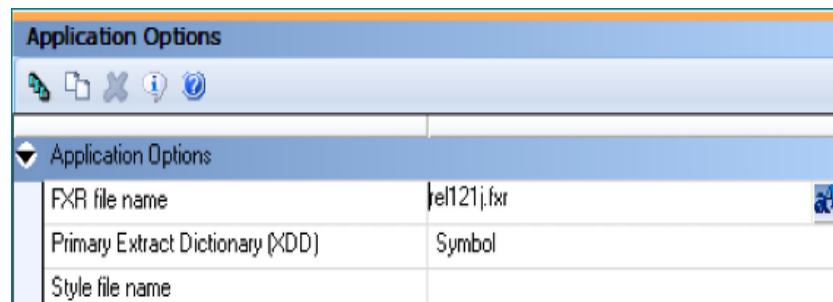 Application Options
Application Options
FXR file name rel121j.fxr
Primary Extract Dictionary (XDD) Symbol
Style file name